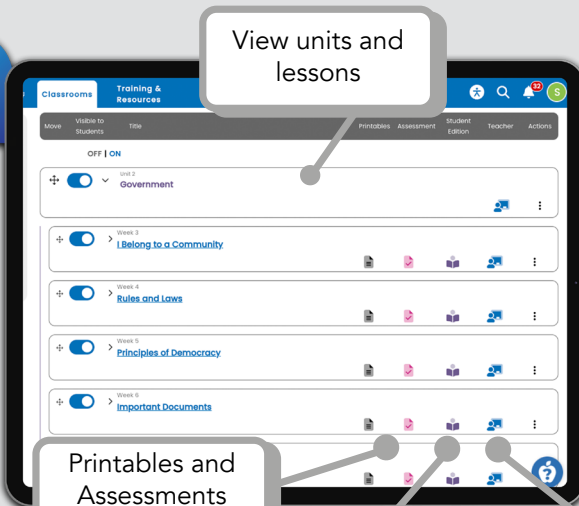 View units and
lessons
Classrooms
Training &
Resources
32
S
Move
Visible to
Students
Title
Printables
Assessment
Student
Edition
Teacher
Actions
OFF | ON
Unit 2
Government
Week 3
I Belong to a Community
Week 4
Rules and Laws
Week 5
Principles of Democracy
Week 6
Important Documents
Printables and
Assessments
?